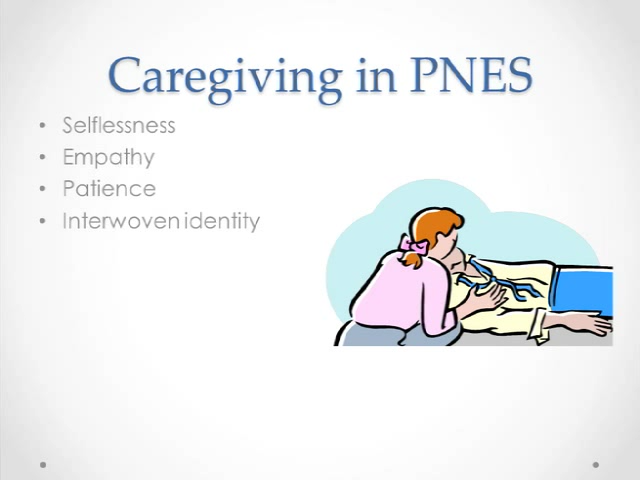 Caregiving in PNES
• Selflessness
• Empathy
• Patience
• Interwoven identity